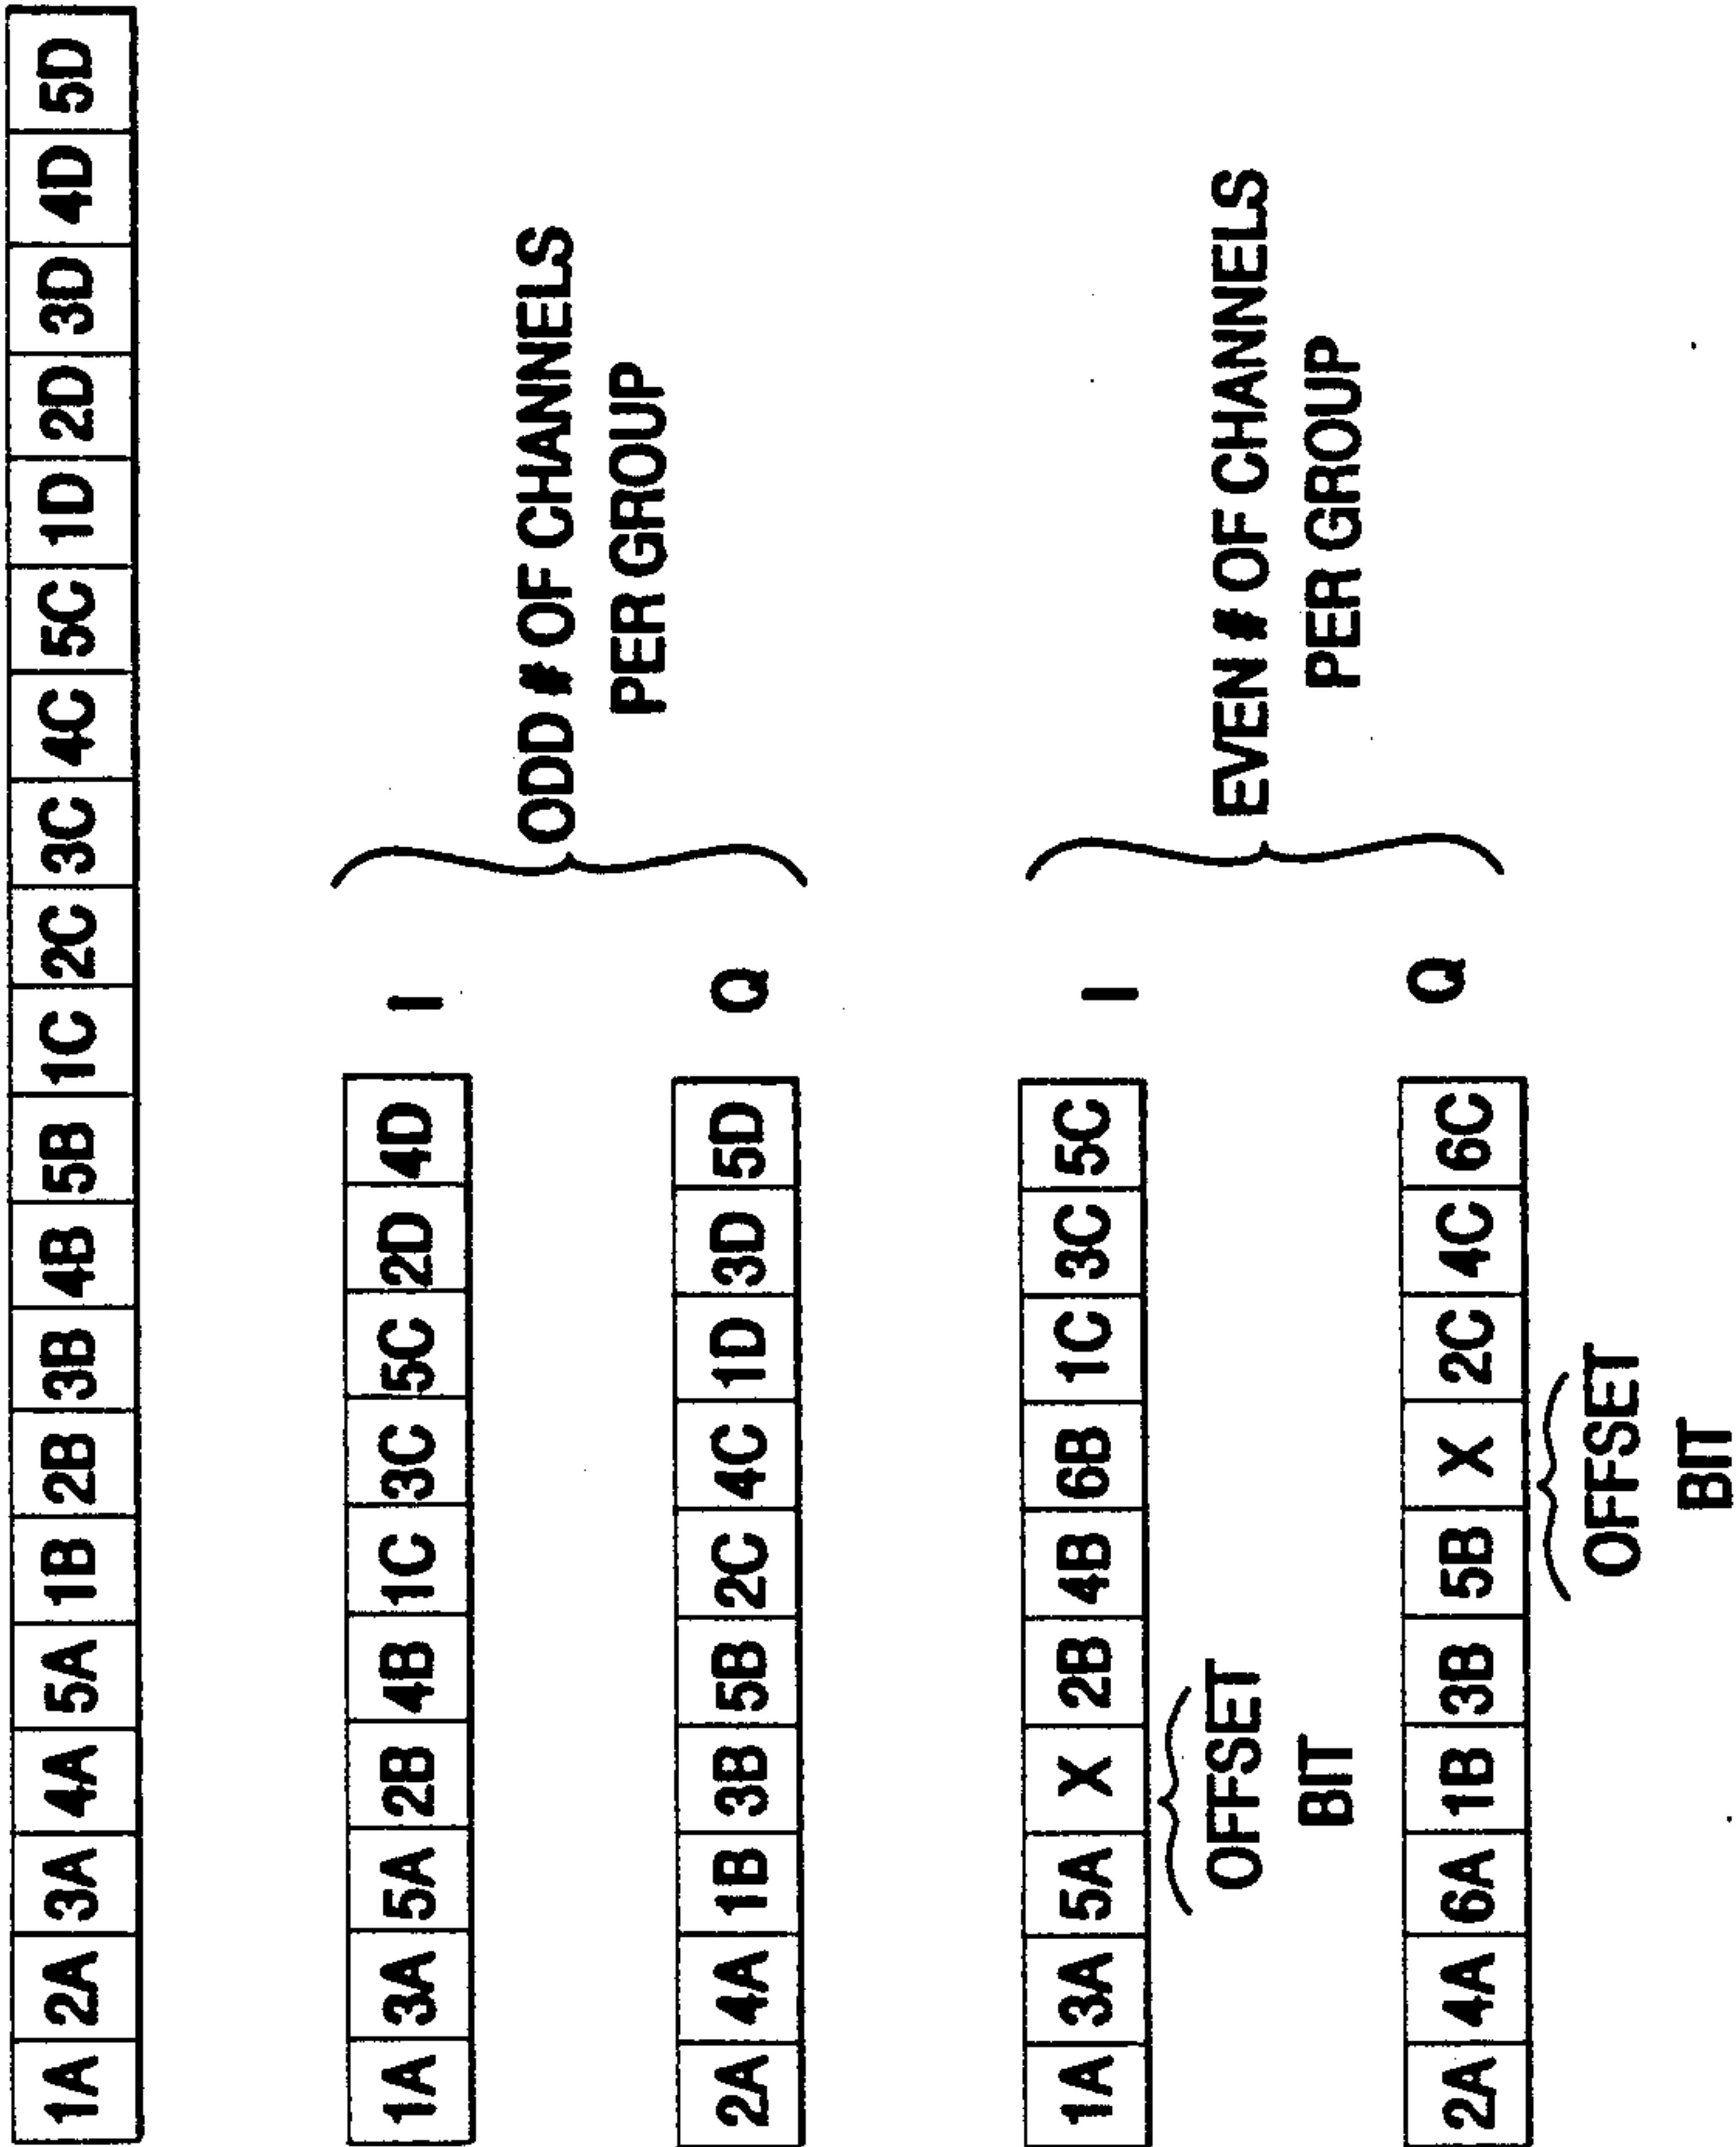 1A 2A 3A 4A 5A 1B 2B 3B 4B 5B 1C 2C 3C 4C 5C 1D 2D 3D 4D 5D
1A 3A 5A 2B 4B 1C 3C 5C 2D 4D I
ODD # OF CHANNELS
PER GROUP
2A 4A 1B 3B 5B 2C 4C 1D 3D 5D Q
1A 3A 5A X 2B 4B 6B 1C 3C 5C I
OFFSET
BIT
EVEN # OF CHANNELS
PER GROUP
2A 4A 6A 1B 3B 5B X 2C 4C 6C Q
OFFSET
BIT